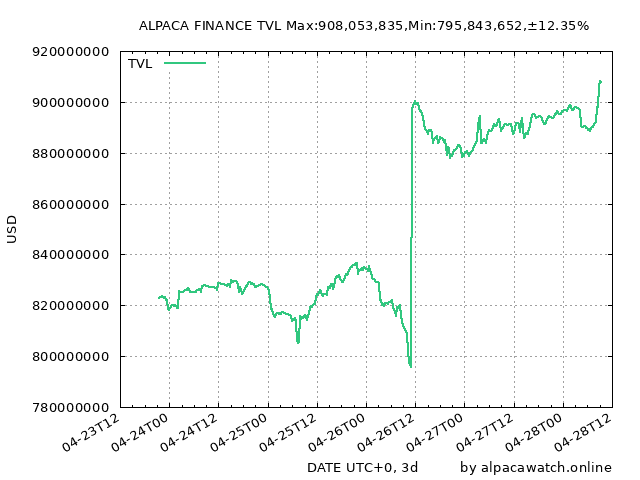 ALPACA FINANCE TVL Max:908,053,835,Min:795,843,652,±12.35%
TVL
920000000
900000000
880000000
860000000
840000000
820000000
800000000
780000000
USD
04-23T12
04-24T00
04-24T12
04-25T00
04-25T12
04-26T00
04-26T12
04-27T00
04-27T12
04-28T00
04-28T12
DATE UTC+0, 3d
by alpacawatch.online